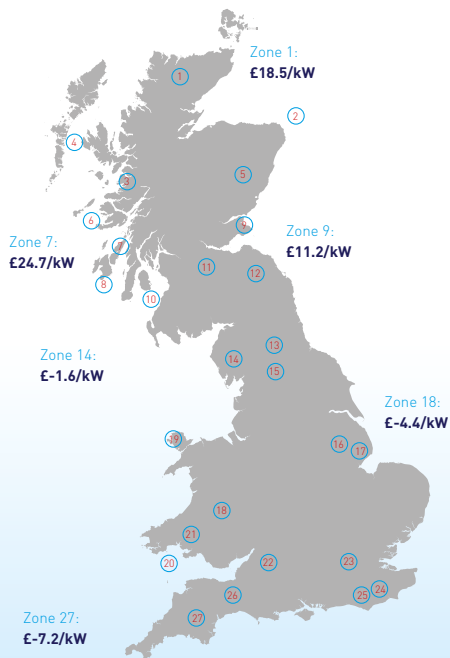 Zone 1:
£18.5/kW
1
2
4
3
5
6
9
Zone 7:
£24.7/kW
7
Zone 9:
£11.2/kW
8
11
12
10
13
Zone 14:
£-1.6/kW
14
15
Zone 18:
£-4.4/kW
19
16
17
18
21
20
22
23
24
25
26
Zone 27:
£-7.2/kW
27